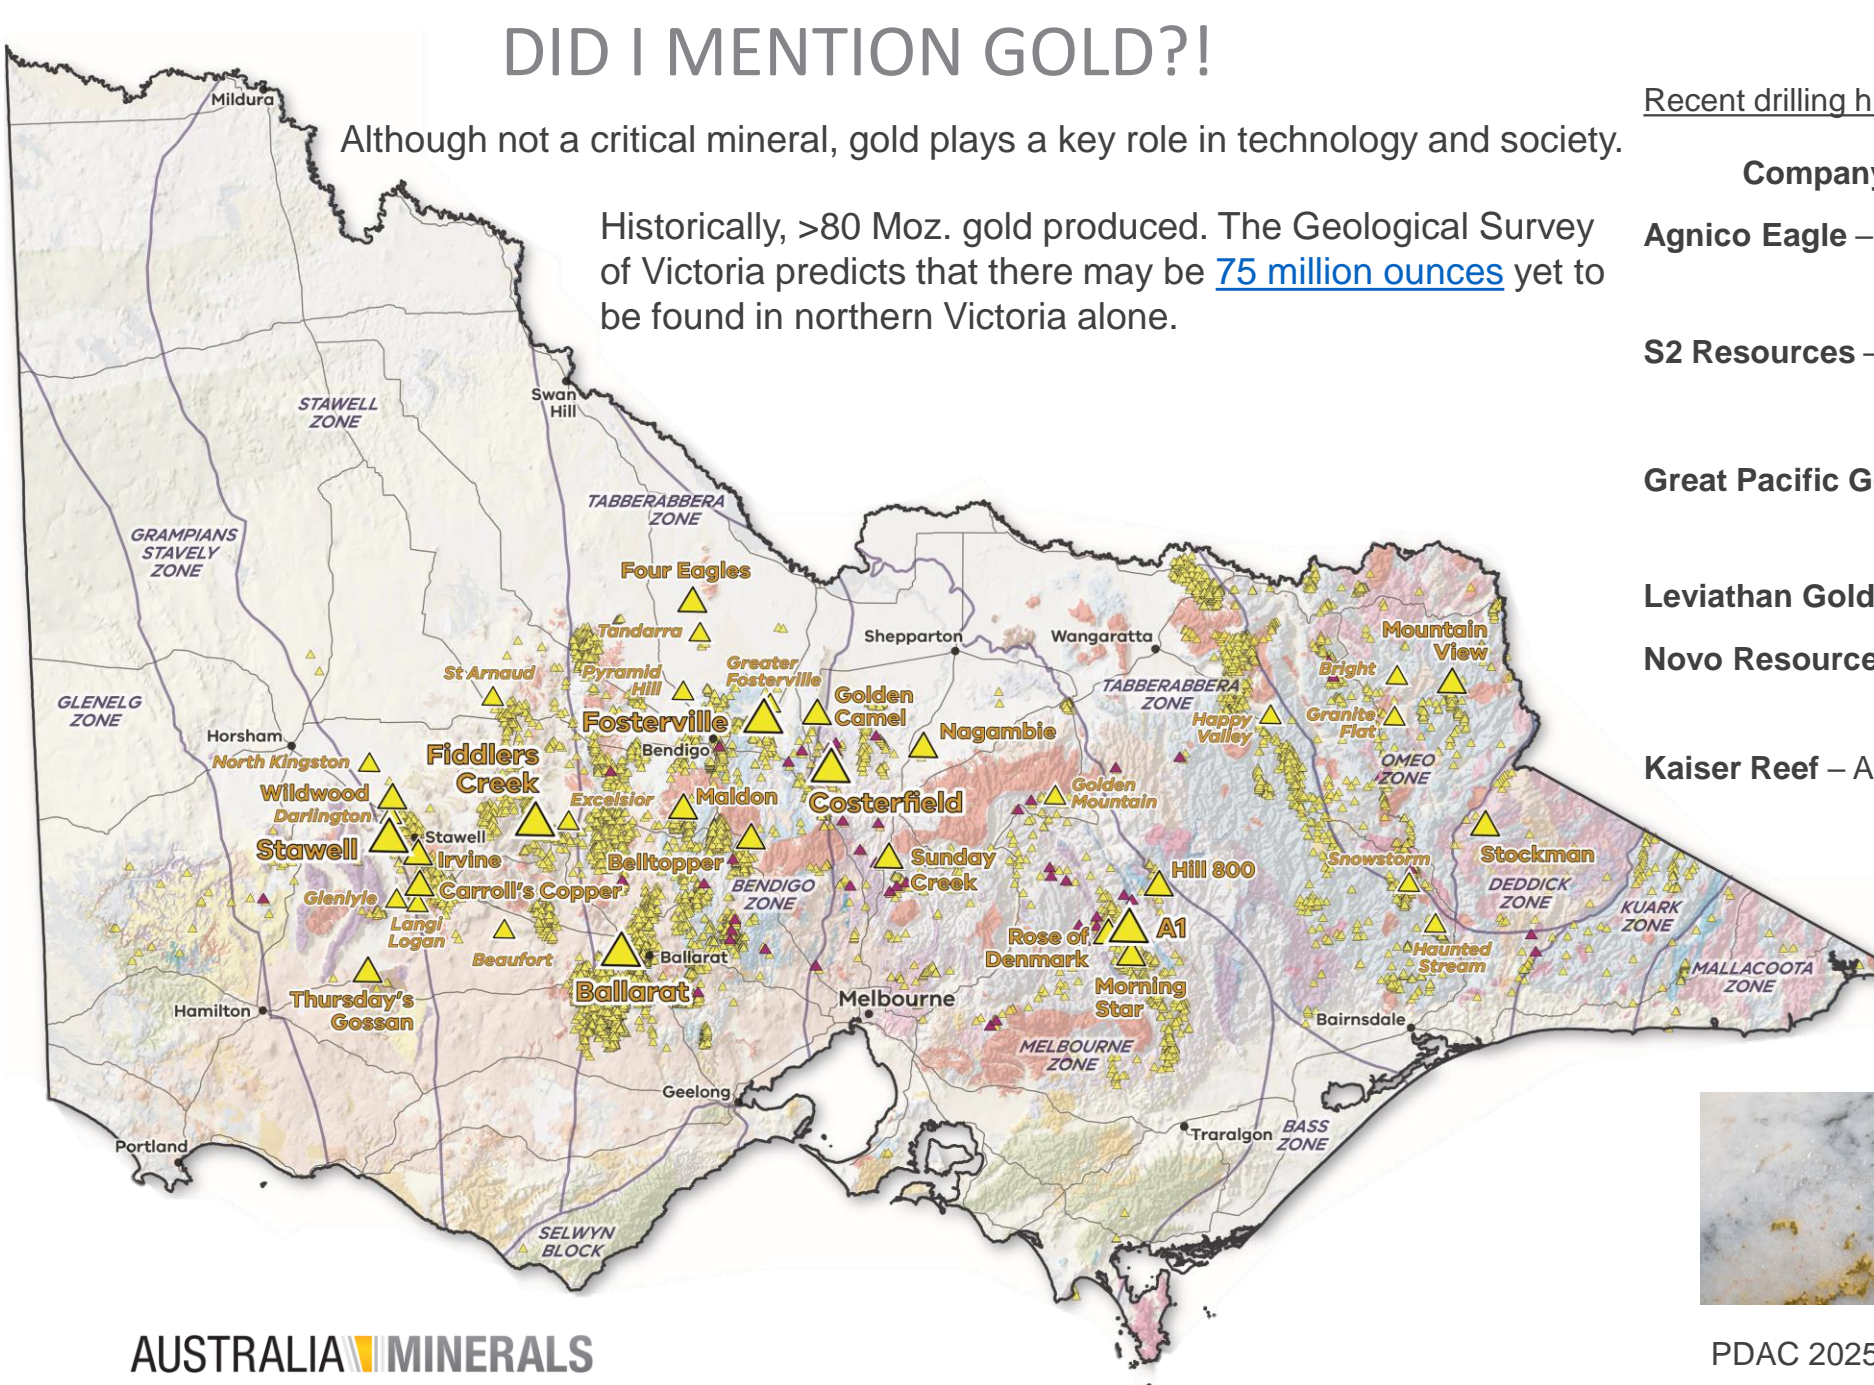 DID I MENTION GOLD?!
Although not a critical mineral, gold plays a key role in technology and society.
Historically, >80 Moz. gold produced. The Geological Survey
of Victoria predicts that there may be 75 million ounces yet to
be found in northern Victoria alone.
Recent drilling h
Company
Agnico Eagle –
S2 Resources –
Great Pacific G
Leviathan Gold
Novo Resource
Kaiser Reef – A
Mildura
STAWELL
ZONE
Swan
Hill
TABBERABBERA
ZONE
GRAMPIANS
STAVELY
ZONE
Four Eagles
Tandarra
Shepparton
Wangaratta
Mountain
View
St Arnaud
Pyramid
Hill
Greater
Fosterville
Bright
GLENELG
ZONE
TABBERABBERA
ZONE
Golden
Camel
Fosterville
Happy
Valley
Granite
Flat
Horsham
Bendigo
Nagambie
North Kingston
Fiddlers
Creek
OMEO
ZONE
Wildwood
Darlington
Excelsior
Maldon
Costerfield
Golden
Mountain
Stawell
Stawell
Irvine
Belltopper
Sunday
Creek
Hill 800
Snowstorm
Stockman
Carroll's Copper
Glenlyle
BENDIGO
ZONE
DEDDICK
ZONE
KUARK
ZONE
Langi
Logan
Beaufort
Ballarat
Rose of
Denmark
A1
Haunted
Stream
MALLACOOTA
ZONE
Thursday's
Gossan
Ballarat
Melbourne
Morning
Star
Hamilton
Bairnsdale
MELBOURNE
ZONE
Geelong
Portland
Traralgon
BASS
ZONE
SELWYN
BLOCK
AUSTRALIA MINERALS
PDAC 2025